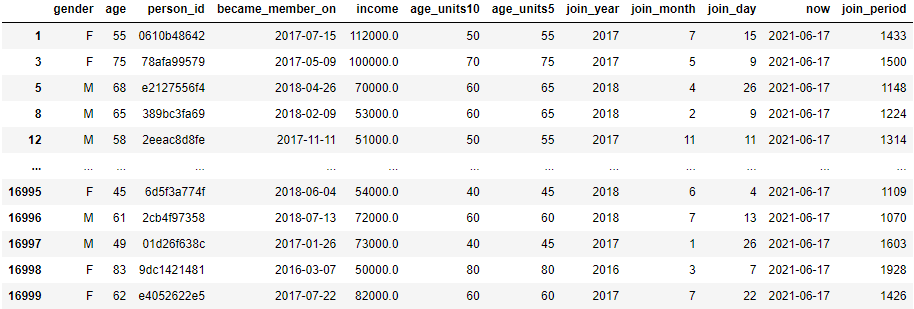 gender age person_id became_member_on income age_units10 age_units5 join_year join_month join_day now join_period
1 F 55 0610b48642 2017-07-15 112000.0 50 55 2017 7 15 2021-06-17 1433
3 F 75 78afa99579 2017-05-09 100000.0 70 75 2017 5 9 2021-06-17 1500
5 M 68 e2127556f4 2018-04-26 70000.0 60 65 2018 4 26 2021-06-17 1148
8 M 65 389bc3fa69 2018-02-09 53000.0 60 65 2018 2 9 2021-06-17 1224
12 M 58 2eeac8d8fe 2017-11-11 51000.0 50 55 2017 11 11 2021-06-17 1314
... ... ... ... ... ... ... ... ... ... ... ... ...
16995 F 45 6d5f3a774f 2018-06-04 54000.0 40 45 2018 6 4 2021-06-17 1109
16996 M 61 2cb4f97358 2018-07-13 72000.0 60 60 2018 7 13 2021-06-17 1070
16997 M 49 01d26f638c 2017-01-26 73000.0 40 45 2017 1 26 2021-06-17 1603
16998 F 83 9dc1421481 2016-03-07 50000.0 80 80 2016 3 7 2021-06-17 1928
16999 F 62 e4052622e5 2017-07-22 82000.0 60 60 2017 7 22 2021-06-17 1426